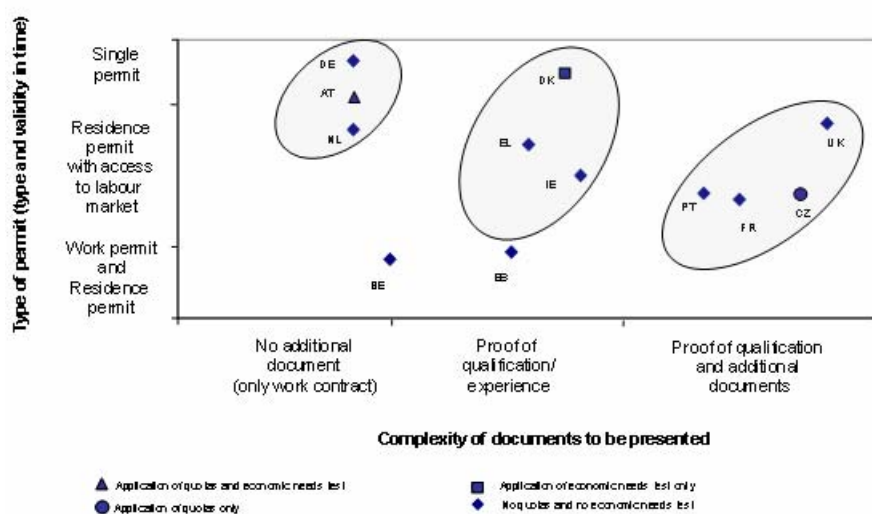 Type of permit (type and validity in time)
Single
permit
Residence
permit
with access
to labour
market
Work permit
and
Residence
permit
DE
AT
NL
DK
EL
IE
UK
PT
FR
CZ
BE
No additional
document
(only work contract)
Proof of
qualification/
experience
Proof of qualification
and additional
documents
Complexity of documents to be presented
Application of quotas and economic needs test
Application of economic needs test only
Application of quotas only
No quotas and no economic needs test